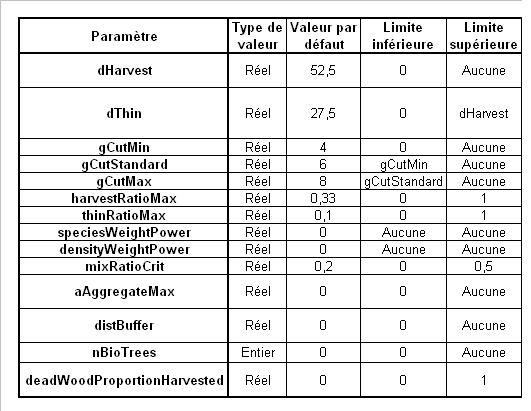 Paramètre Type de valeur Valeur par défaut Limite inférieure Limite supérieure
dHarvest Réel 52,5 0 Aucune
dThin Réel 27,5 0 dHarvest
gCutMin Réel 4 0 Aucune
gCutStandard Réel 6 gCutMin Aucune
gCutMax Réel 8 gCutStandard Aucune
harvestRatioMax Réel 0,33 0 1
thinRatioMax Réel 0,1 0 1
speciesWeightPower Réel 0 Aucune Aucune
densityWeightPower Réel 0 Aucune Aucune
mixRatioCrit Réel 0,2 0 0,5
aAggregateMax Réel 0 0 Aucune
distBuffer Réel 0 0 Aucune
nBioTrees Entier 0 0 Aucune
deadWoodProportionHarvested Réel 0 0 1